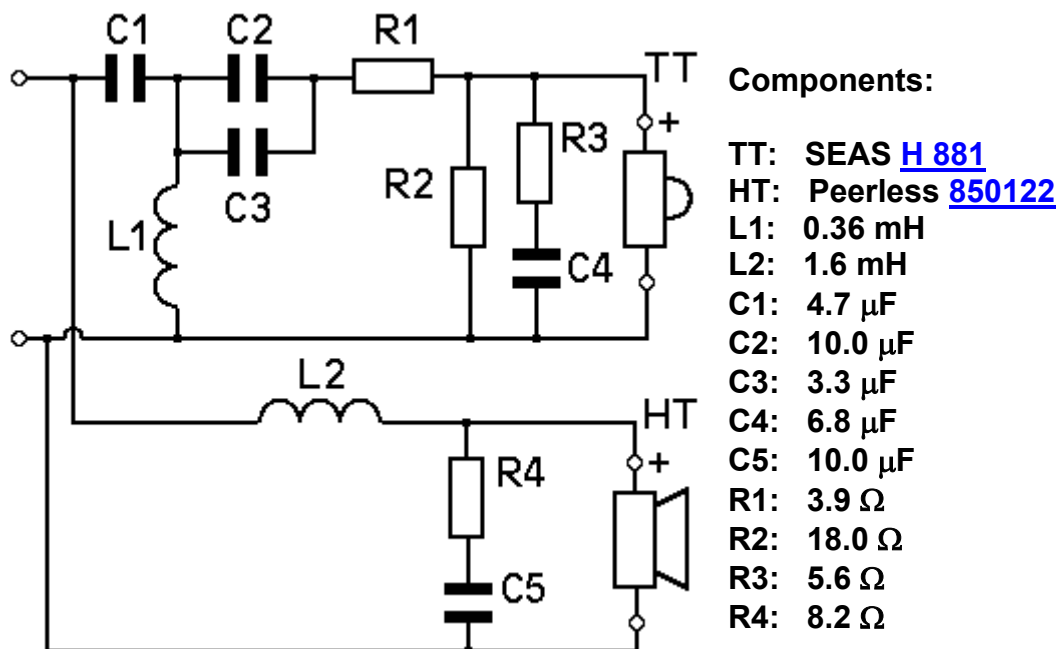 C1 C2 R1
TT
+
R3
R2
C3
L1
C4
L2
HT
+
R4
C5
Components:
TT: SEAS H 881
HT: Peerless 850122
L1: 0.36 mH
L2: 1.6 mH
C1: 4.7 μF
C2: 10.0 μF
C3: 3.3 μF
C4: 6.8 μF
C5: 10.0 μF
R1: 3.9 Ω
R2: 18.0 Ω
R3: 5.6 Ω
R4: 8.2 Ω